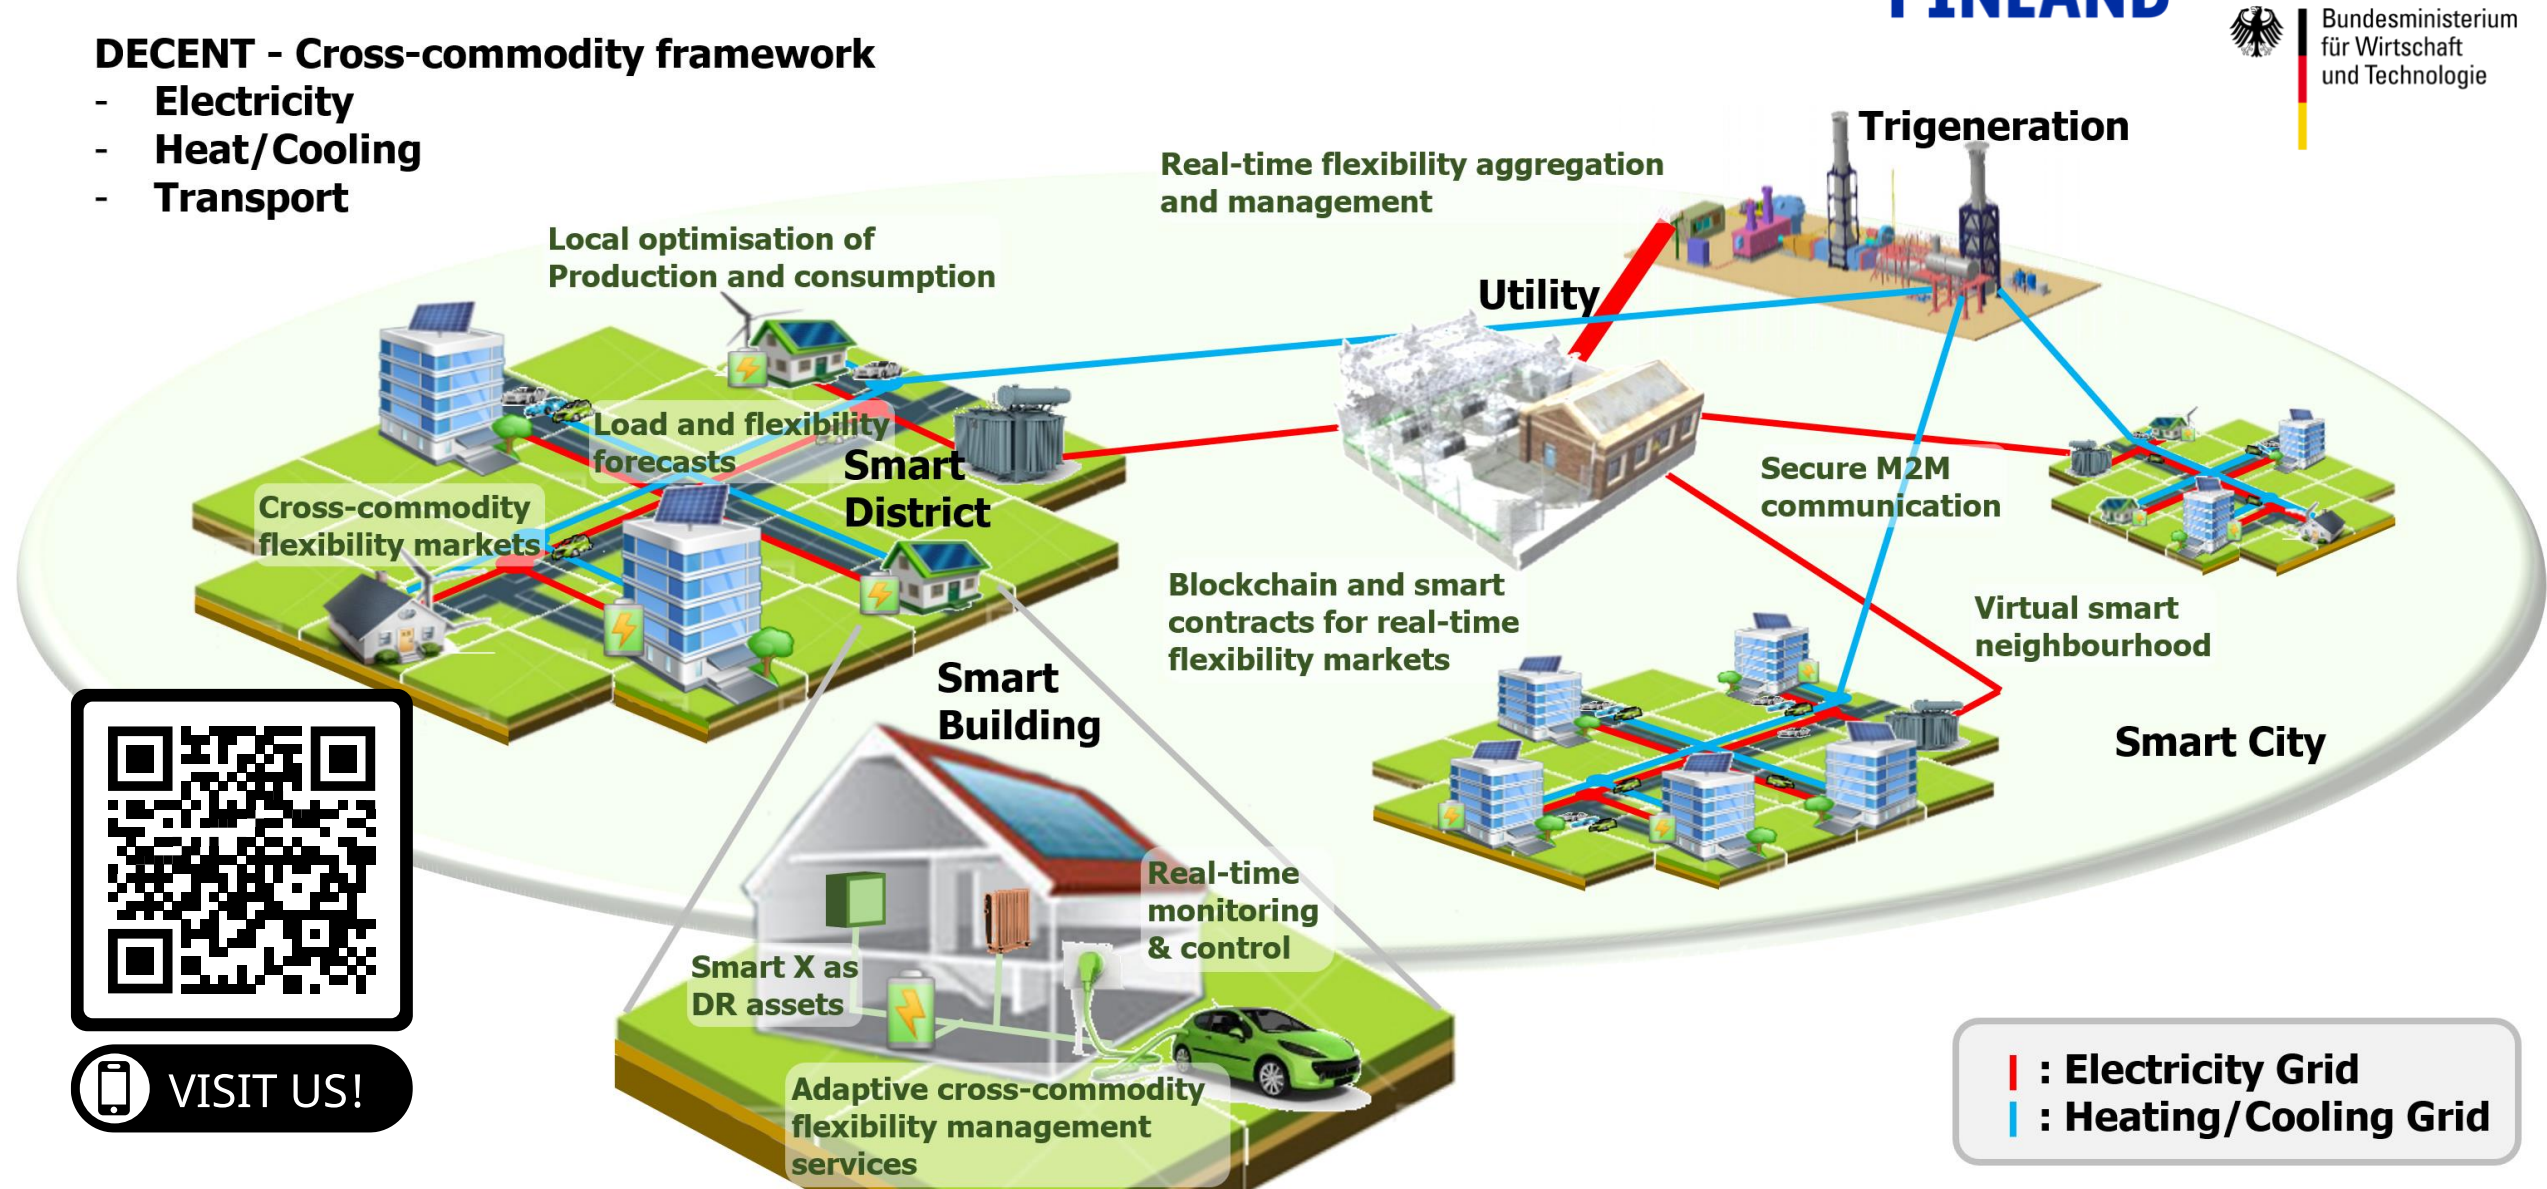 FINLAND
Bundesministerium
für Wirtschaft
und Technologie
DECENT - Cross-commodity framework
- Electricity
- Heat/Cooling
- Transport
Trigeneration
Real-time flexibility aggregation
and management
Local optimisation of
Production and consumption
Utility
Load and flexibility
forecasts
Smart
District
Secure M2M
communication
Cross-commodity
flexibility markets
Blockchain and smart
contracts for real-time
flexibility markets
Virtual smart
neighbourhood
Smart
Building
Smart City
Real-time
monitoring
& control
Smart X as
DR assets
Adaptive cross-commodity
flexibility management
services
VISIT US!
: Electricity Grid
: Heating/Cooling Grid